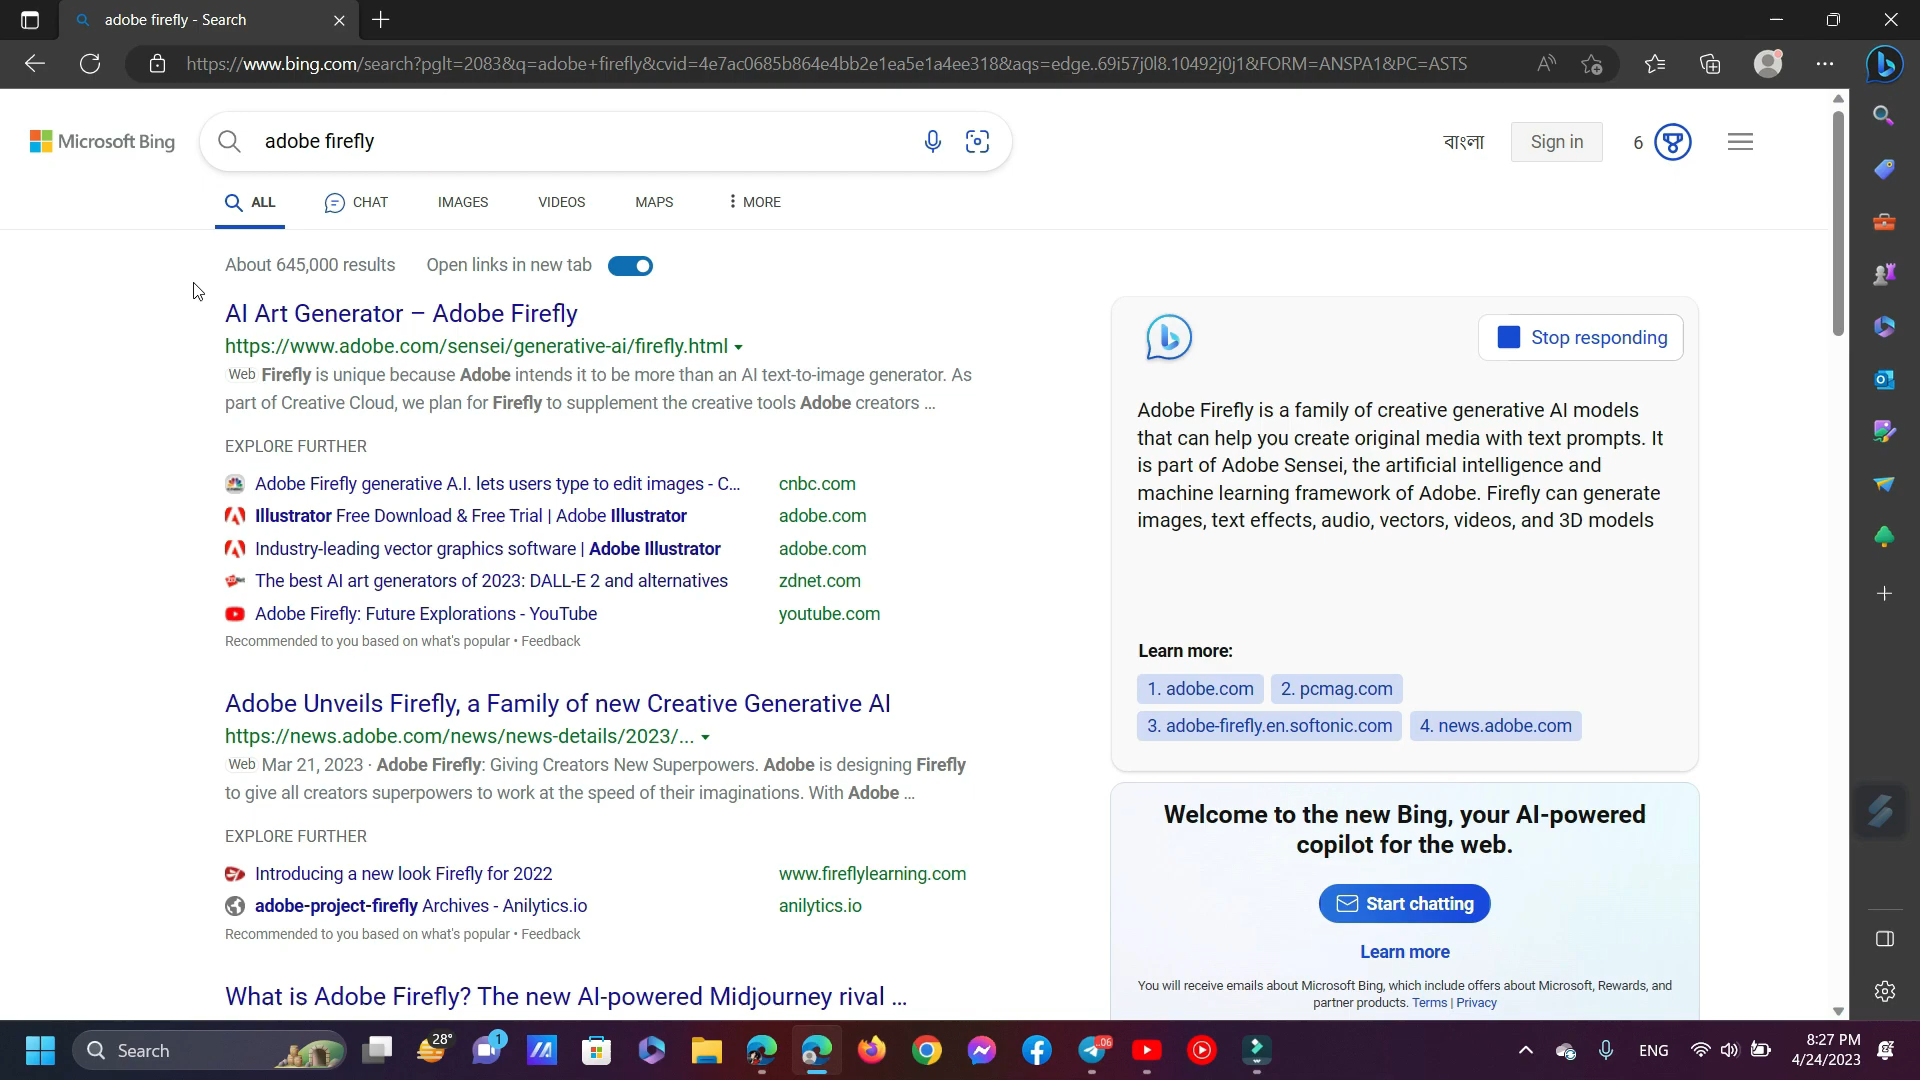 adobe firefly - Search
https://www.bing.com/search?pglt=2083&q=adobe+firefly&cvid=4e7ac0685b864e4bb2e1ea5e1a4ee318&aqs=edge..69i57j0l8.10492j0j1&FORM=ANSPA1&PC=ASTS
Microsoft Bing
adobe firefly
বাংলা
Sign in
6
ALL
CHAT
IMAGES
VIDEOS
MAPS
MORE
About 645,000 results
Open links in new tab
AI Art Generator – Adobe Firefly
https://www.adobe.com/sensei/generative-ai/firefly.html
Web Firefly is unique because Adobe intends it to be more than an AI text-to-image generator. As
part of Creative Cloud, we plan for Firefly to supplement the creative tools Adobe creators ...
EXPLORE FURTHER
Adobe Firefly generative A.I. lets users type to edit images - C... cnbc.com
Illustrator Free Download & Free Trial | Adobe Illustrator adobe.com
Industry-leading vector graphics software | Adobe Illustrator adobe.com
The best AI art generators of 2023: DALL-E 2 and alternatives zdnet.com
Adobe Firefly: Future Explorations - YouTube youtube.com
Recommended to you based on what's popular • Feedback
Adobe Unveils Firefly, a Family of new Creative Generative AI
https://news.adobe.com/news/news-details/2023/...
Web Mar 21, 2023 · Adobe Firefly: Giving Creators New Superpowers. Adobe is designing Firefly
to give all creators superpowers to work at the speed of their imaginations. With Adobe ...
EXPLORE FURTHER
Introducing a new look Firefly for 2022 www.fireflylearning.com
adobe-project-firefly Archives - Anilytics.io anilytics.io
Recommended to you based on what's popular • Feedback
What is Adobe Firefly? The new AI-powered Midjourney rival ...
Stop responding
Adobe Firefly is a family of creative generative AI models
that can help you create original media with text prompts. It
is part of Adobe Sensei, the artificial intelligence and
machine learning framework of Adobe. Firefly can generate
images, text effects, audio, vectors, videos, and 3D models
Learn more:
1. adobe.com 2. pcmag.com
3. adobe-firefly.en.softonic.com 4. news.adobe.com
Welcome to the new Bing, your AI-powered
copilot for the web.
Start chatting
Learn more
You will receive emails about Microsoft Bing, which include offers about Microsoft, Rewards, and
partner products. Terms | Privacy
Search
28°
1
ENG
8:27 PM
4/24/2023